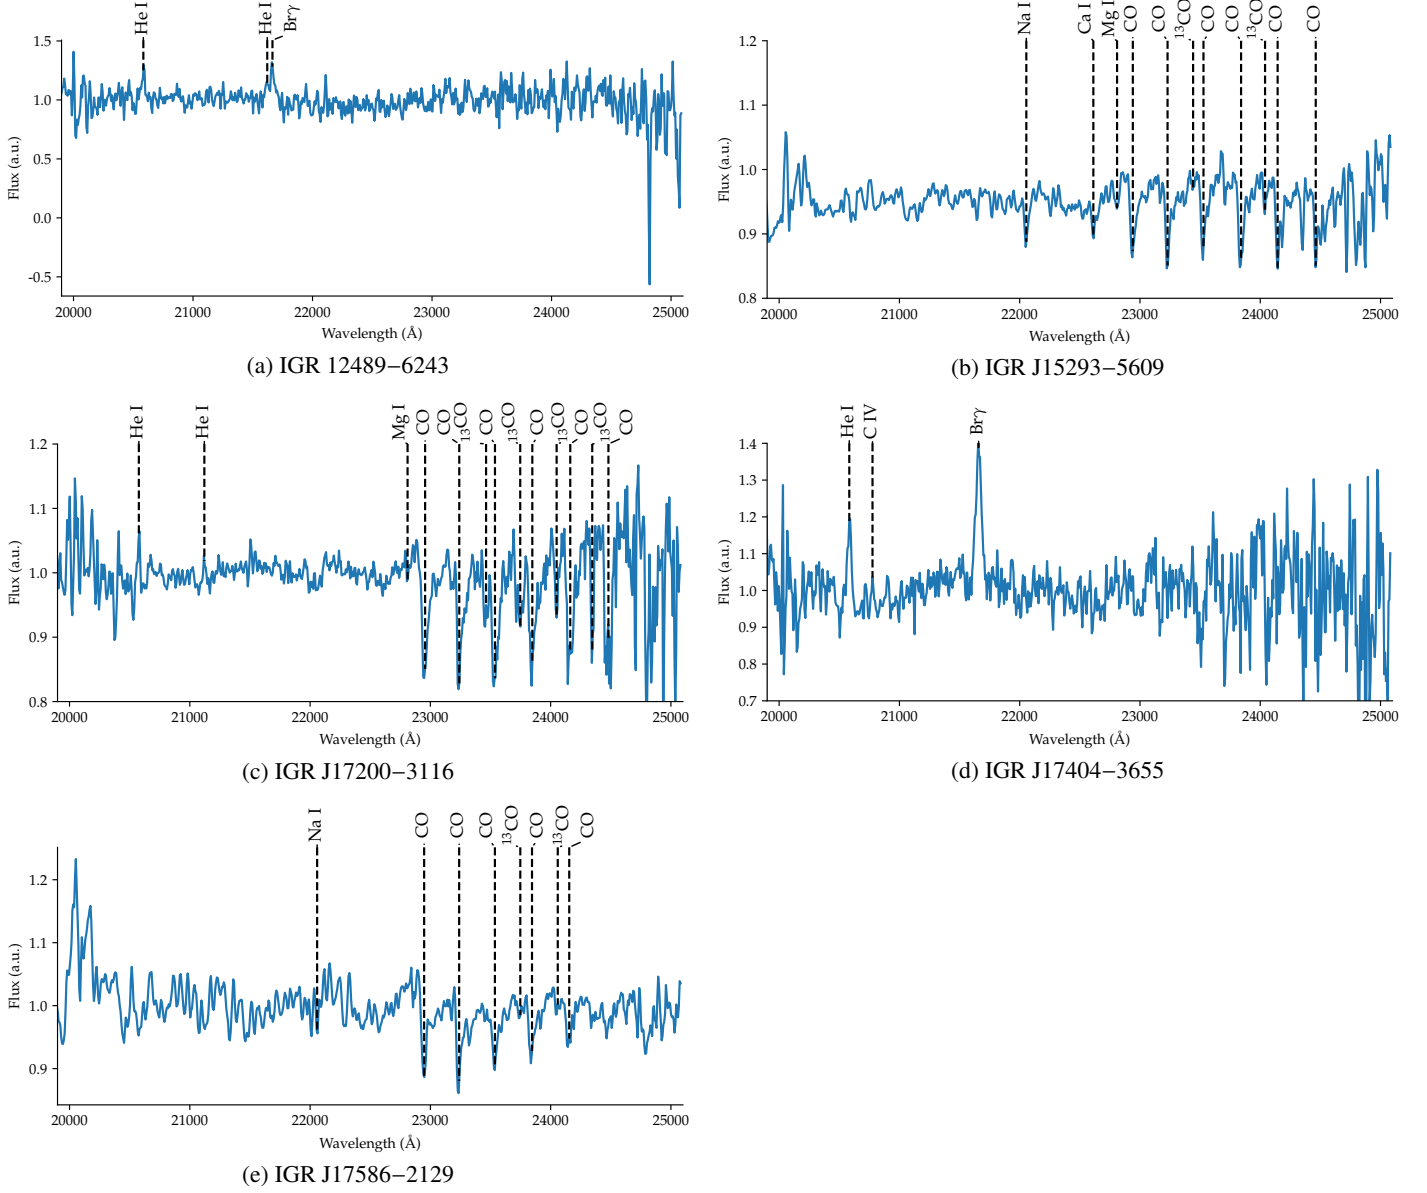 He I He I Brγ
1.5
1.0
0.5
0.0
-0.5
Flux (a.u.)
20000 21000 22000 23000 24000 25000
Wavelength (Å)
(a) IGR 12489−6243
Na I Ca I Mg I CO CO ¹³CO CO CO ¹³CO CO CO
1.2
1.1
1.0
0.9
0.8
Flux (a.u.)
20000 21000 22000 23000 24000 25000
Wavelength (Å)
(b) IGR J15293−5609
He I He I Mg I CO CO ¹³CO CO ¹³CO CO ¹³CO CO ¹³CO CO
1.2
1.1
1.0
0.9
0.8
Flux (a.u.)
20000 21000 22000 23000 24000 25000
Wavelength (Å)
(c) IGR J17200−3116
He I C IV Brγ
1.4
1.3
1.2
1.1
1.0
0.9
0.8
0.7
Flux (a.u.)
20000 21000 22000 23000 24000 25000
Wavelength (Å)
(d) IGR J17404−3655
Na I CO CO CO ¹³CO CO ¹³CO CO
1.2
1.1
1.0
0.9
Flux (a.u.)
20000 21000 22000 23000 24000 25000
Wavelength (Å)
(e) IGR J17586−2129